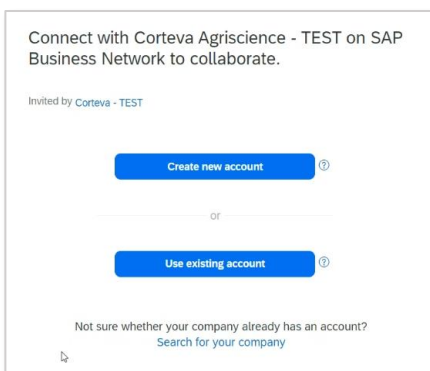 Connect with Corteva Agriscience - TEST on SAP
Business Network to collaborate.
Invited by Corteva - TEST
Create new account
or
Use existing account
Not sure whether your company already has an account?
Search for your company